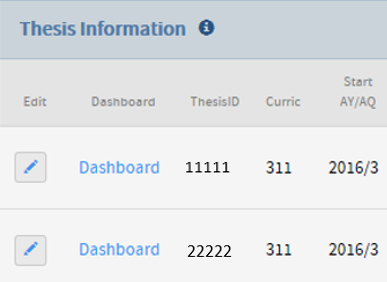 Thesis Information
Start
Edit Dashboard ThesisID Curric AY/AQ
Dashboard 11111 311 2016/3
Dashboard 22222 311 2016/3